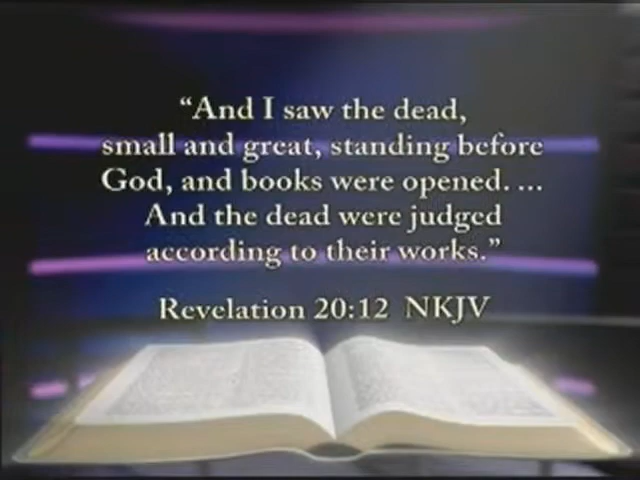 “And I saw the dead,
small and great, standing before
God, and books were opened. ...
And the dead were judged
according to their works.”
Revelation 20:12 NKJV